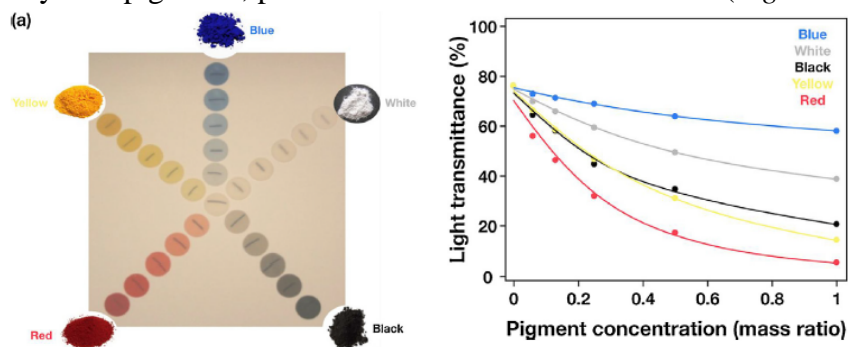 (a)
Blue
Yellow
White
Red
Black
Light transmittance (%)
100
80
60
40
20
0
Blue
White
Black
Yellow
Red
0
0.2
0.4
0.6
0.8
1
Pigment concentration (mass ratio)